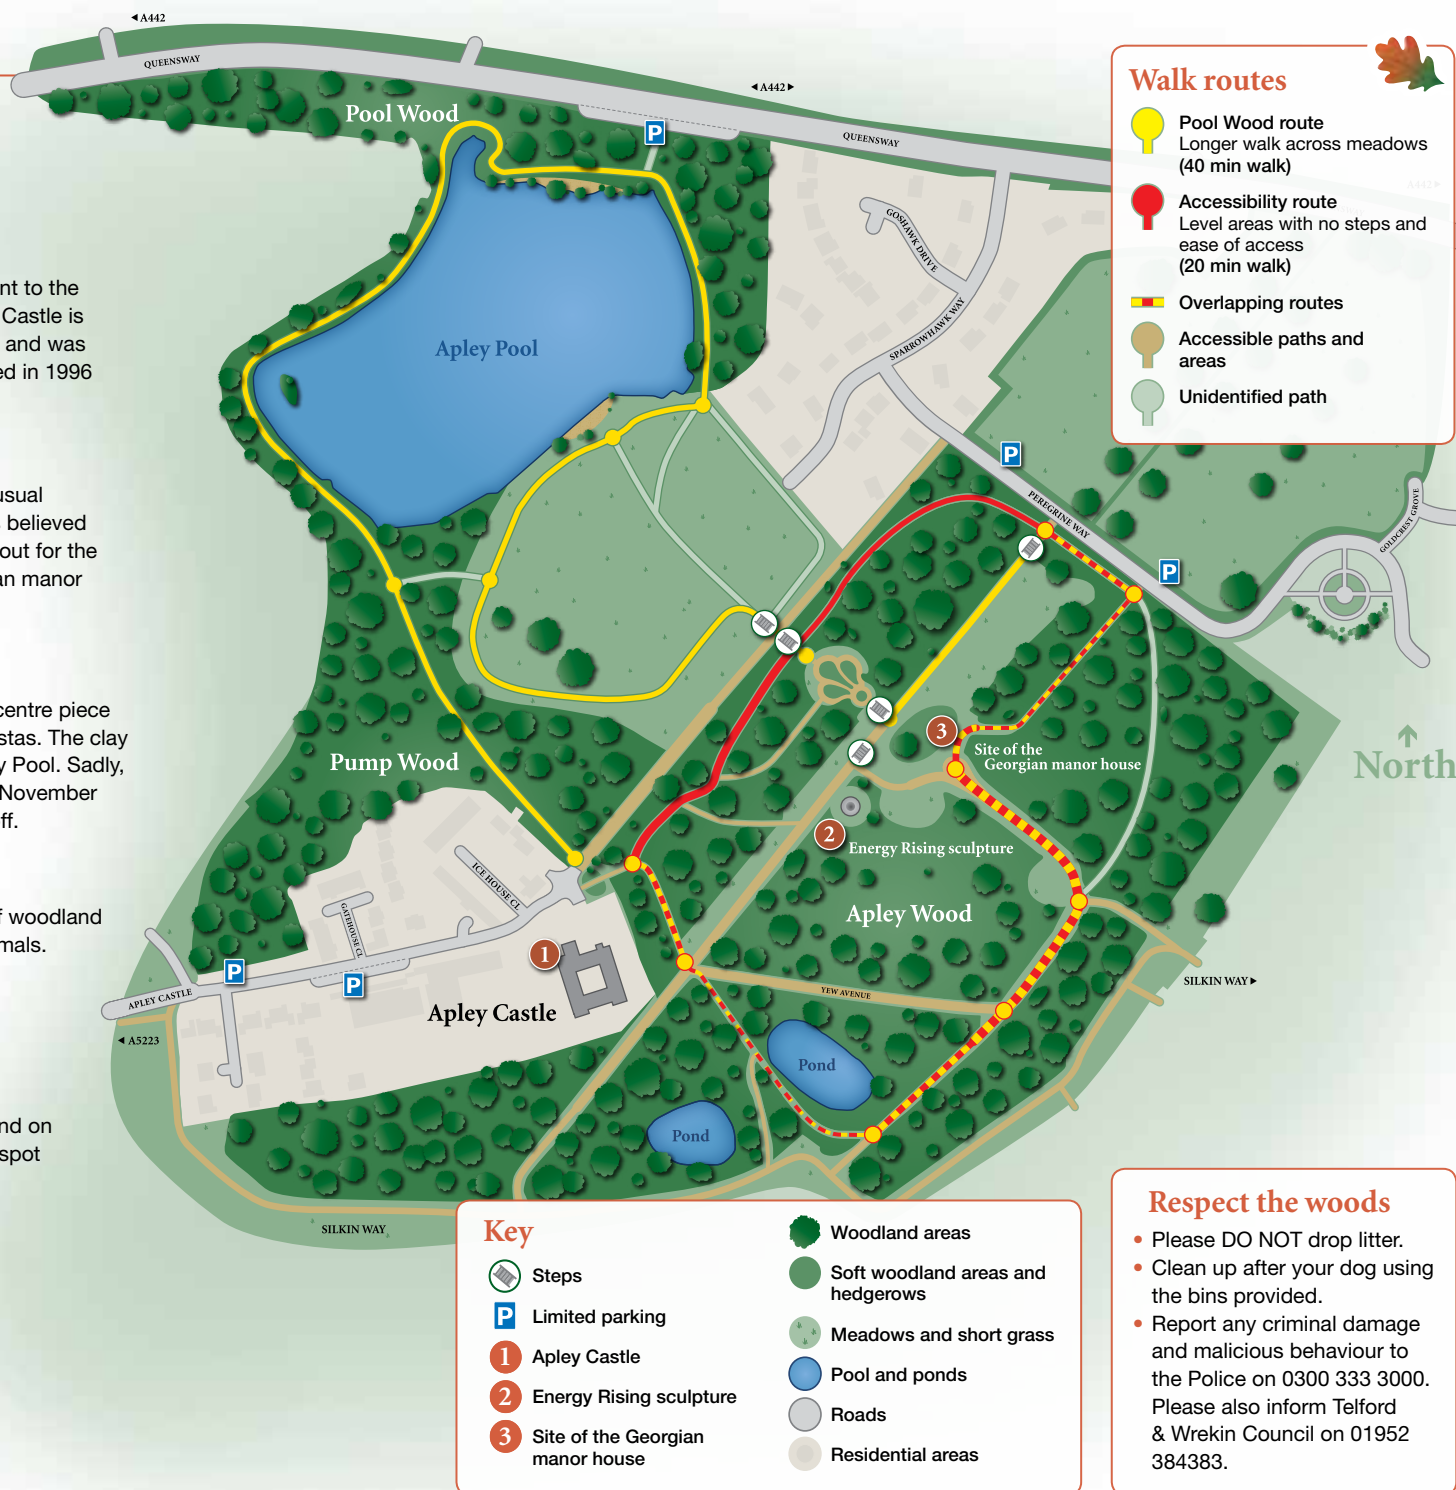 ◄ A442
QUEENSWAY
◄ A442 ►
QUEENSWAY
A442 ►
Pool Wood
P
Apley Pool
GOSHAWK DRIVE
SPARROWHAWK WAY
P
PEREGRINE WAY
P
GOLDCREST GROVE
North
Pump Wood
3
Site of the
Georgian manor house
2
Energy Rising sculpture
Apley Wood
ICE HOUSE CL
GATEHOUSE CL
1
P
P
APLEY CASTLE
Apley Castle
◄ A5223
YEW AVENUE
SILKIN WAY ►
Pond
Pond
SILKIN WAY
nt to the
Castle is
and was
ed in 1996
usual
believed
out for the
an manor
centre piece
stas. The clay
y Pool. Sadly,
November
ff.
f woodland
mals.
nd on
spot
Walk routes
Pool Wood route
Longer walk across meadows
(40 min walk)
Accessibility route
Level areas with no steps and
ease of access
(20 min walk)
Overlapping routes
Accessible paths and
areas
Unidentified path
Key
Steps
P Limited parking
1 Apley Castle
2 Energy Rising sculpture
3 Site of the Georgian
manor house
Woodland areas
Soft woodland areas and
hedgerows
Meadows and short grass
Pool and ponds
Roads
Residential areas
Respect the woods
• Please DO NOT drop litter.
• Clean up after your dog using
the bins provided.
• Report any criminal damage
and malicious behaviour to
the Police on 0300 333 3000.
Please also inform Telford
& Wrekin Council on 01952
384383.